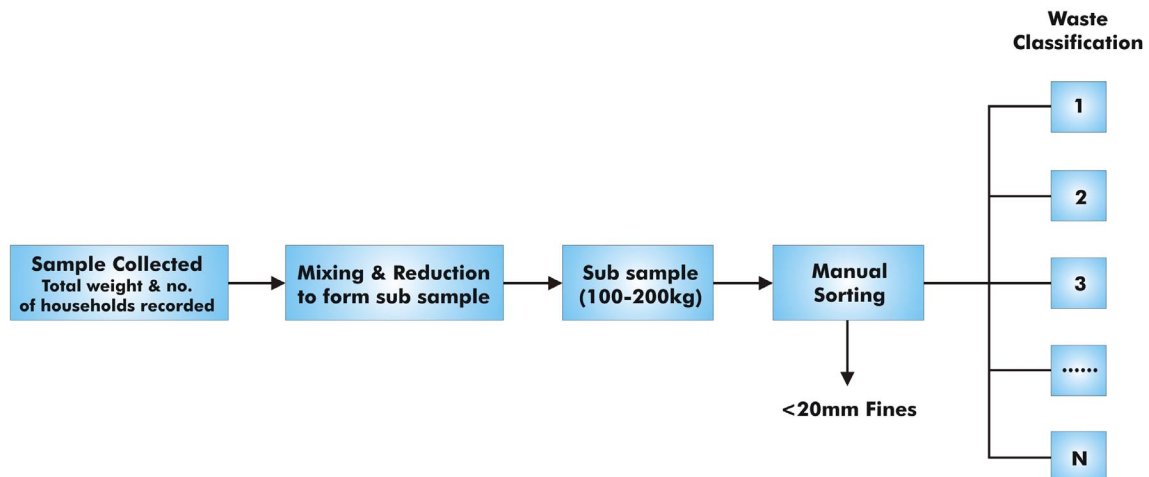 Waste
Classification
1
2
Sample Collected
Total weight & no.
of households recorded
Mixing & Reduction
to form sub sample
Sub sample
(100-200kg)
Manual
Sorting
3
......
<20mm Fines
N